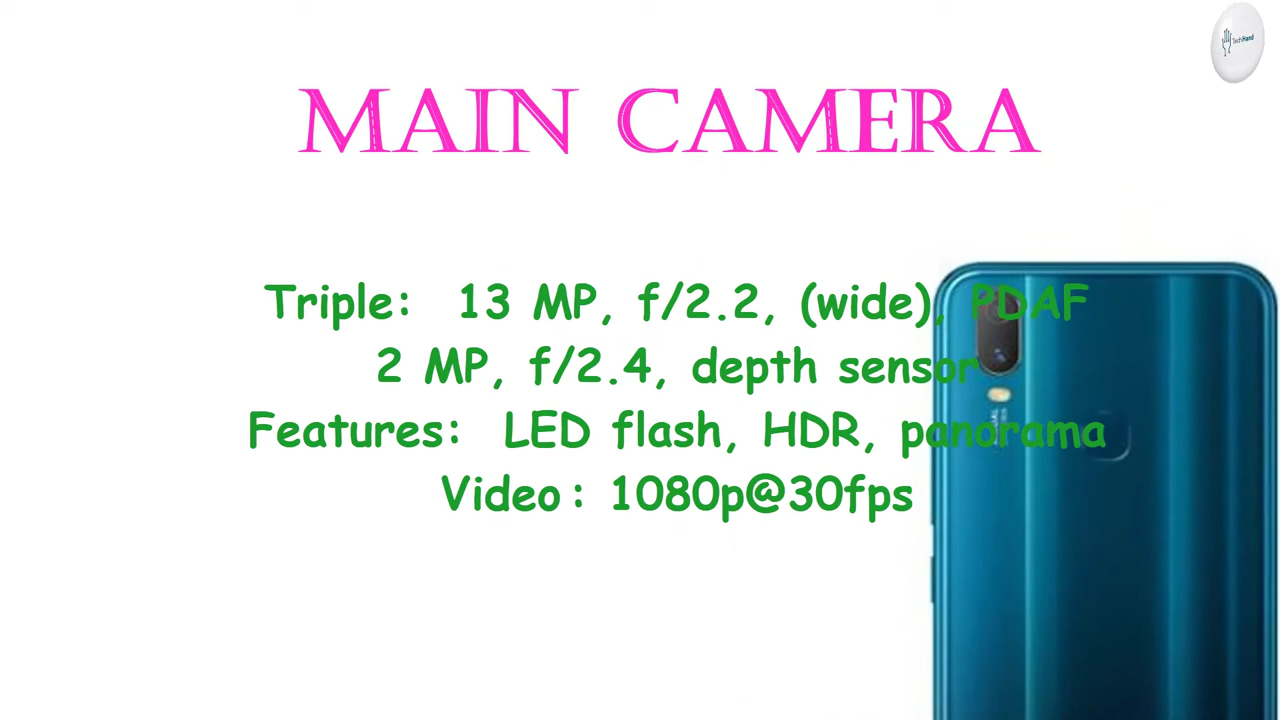 TechHand
MAIN CAMERA
Triple: 13 MP, f/2.2, (wide), PDAF
2 MP, f/2.4, depth sensor
Features: LED flash, HDR, panorama
Video : 1080p@30fps